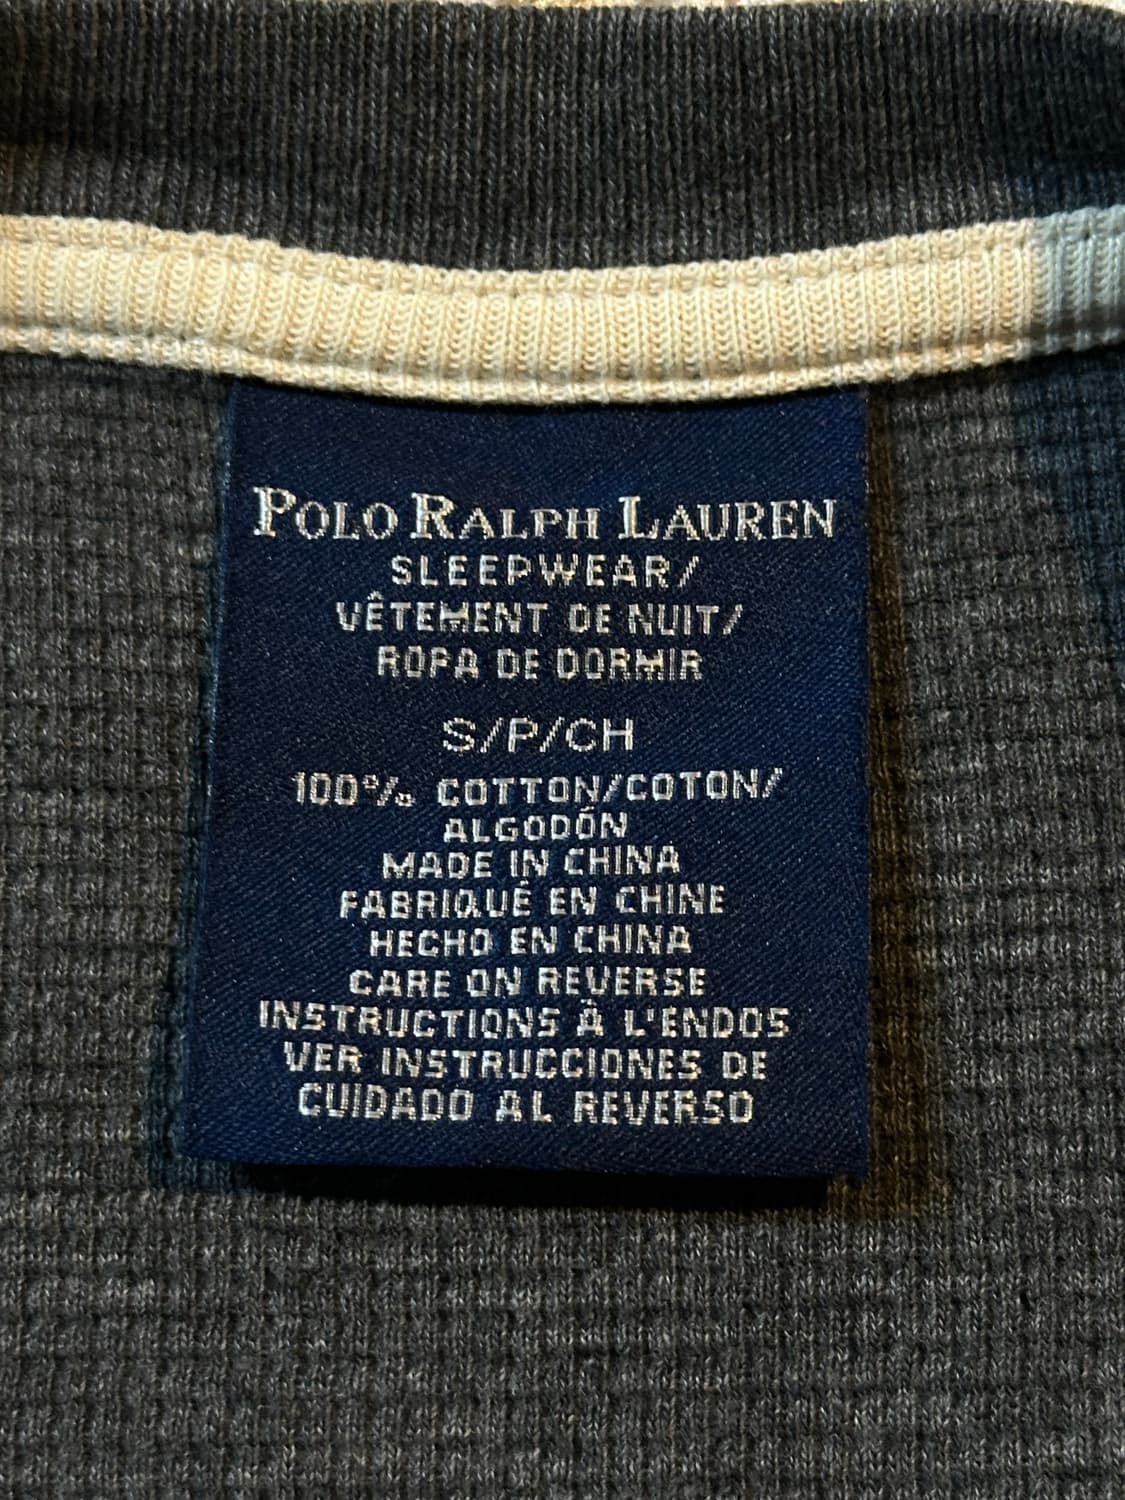 POLO RALPH LAUREN
SLEEPWEAR/
VÊTEMENT DE NUIT/
ROPA DE DORMIR
S/P/CH
100% COTTON/COTON/
ALGODÓN
MADE IN CHINA
FABRIQUÉ EN CHINE
HECHO EN CHINA
CARE ON REVERSE
INSTRUCTIONS À L'ENDOS
VER INSTRUCCIONES DE
CUIDADO AL REVERSO